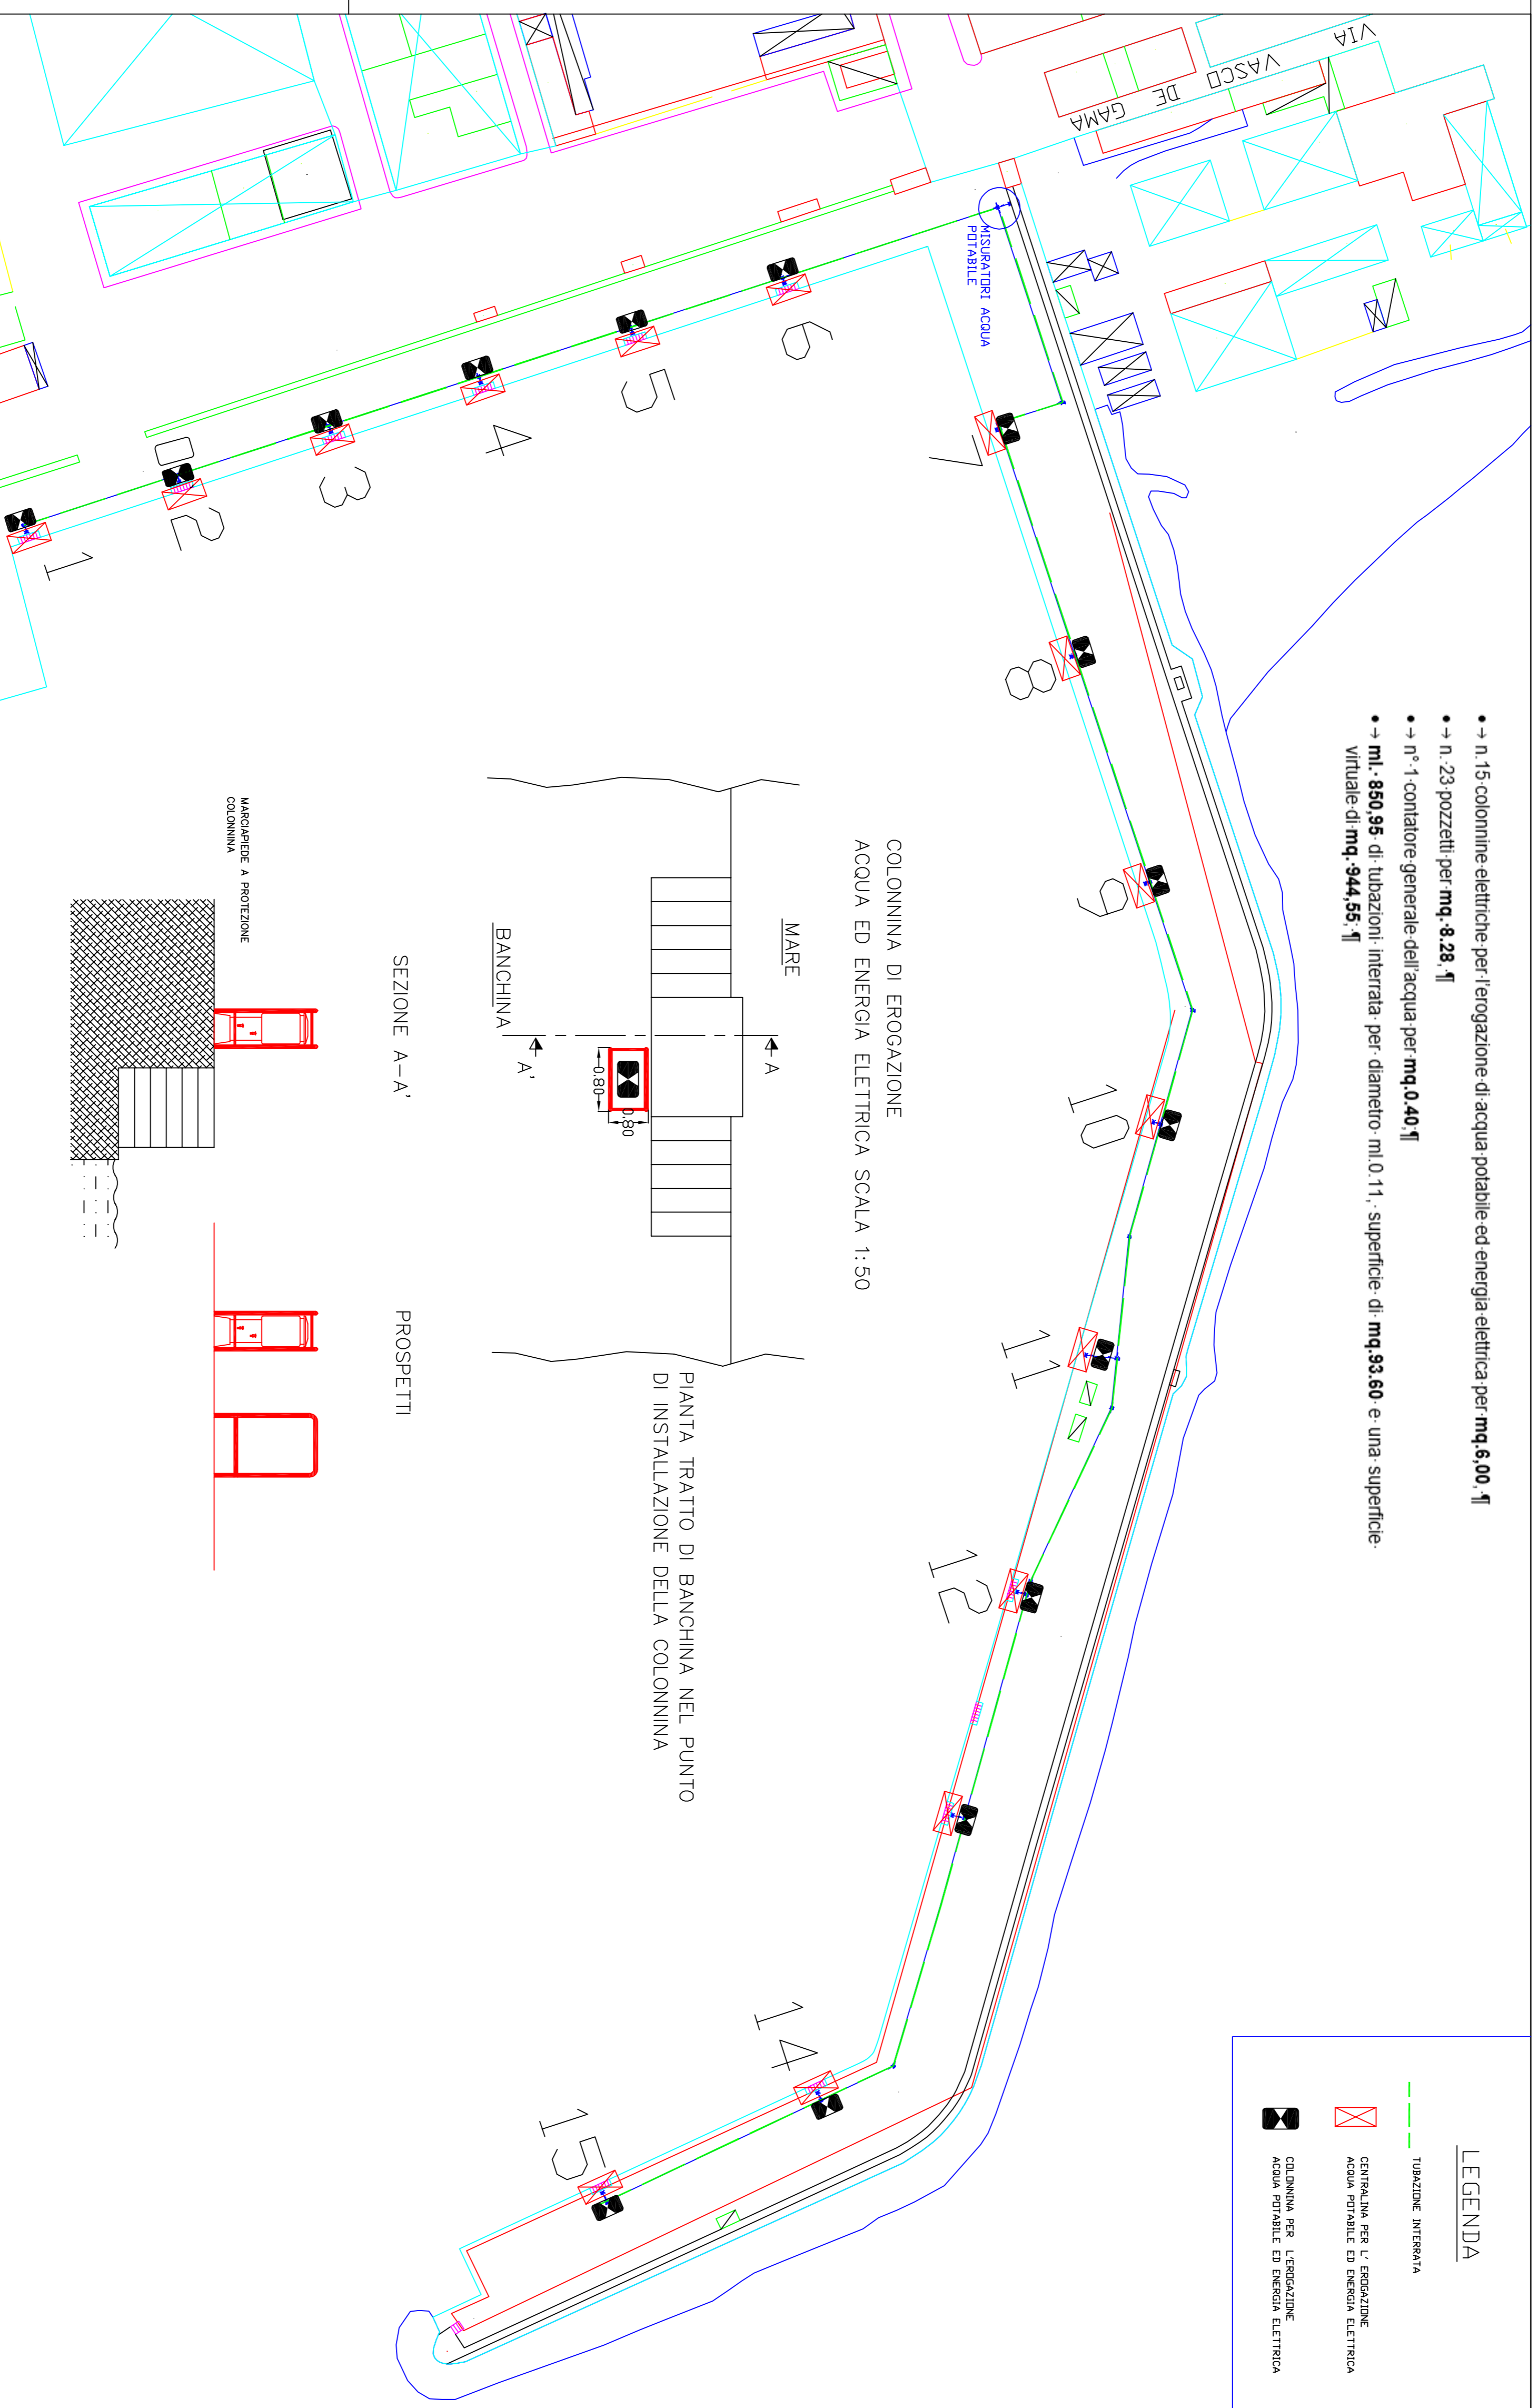 • → n.15·colonnine·elettriche·per·l'erogazione·di·acqua·potabile·ed·energia·elettrica·per·mq.6,00.·¶
• → n.·23·pozzetti·per·mq.·8.28.·¶
• → n°·1·contatore·generale·dell'acqua·per·mq.0.40;¶
• → ml.·850,95·di·tubazioni·interrata·per·diametro·ml.0.11,·superficie·di·mq.93.60·e·una·superficie·
virtuale·di·mq.·944,55;·¶
LEGENDA
TUBAZIONE INTERRATA
CENTRALINA PER L' EROGAZIONE
ACQUA POTABILE ED ENERGIA ELETTRICA
COLONNINA PER L'EROGAZIONE
ACQUA POTABILE ED ENERGIA ELETTRICA
VIA VASCO DE GAMA
MISURATORI ACQUA
POTABILE
1
2
3
4
5
6
7
8
9
10
11
12
14
15
COLONNINA DI EROGAZIONE
ACQUA ED ENERGIA ELETTRICA SCALA 1:50
MARE
A
BANCHINA
A'
0.80
0.80
PIANTA TRATTO DI BANCHINA NEL PUNTO
DI INSTALLAZIONE DELLA COLONNINA
SEZIONE A-A'
PROSPETTI
MARCIAPIEDE A PROTEZIONE
COLONNINA